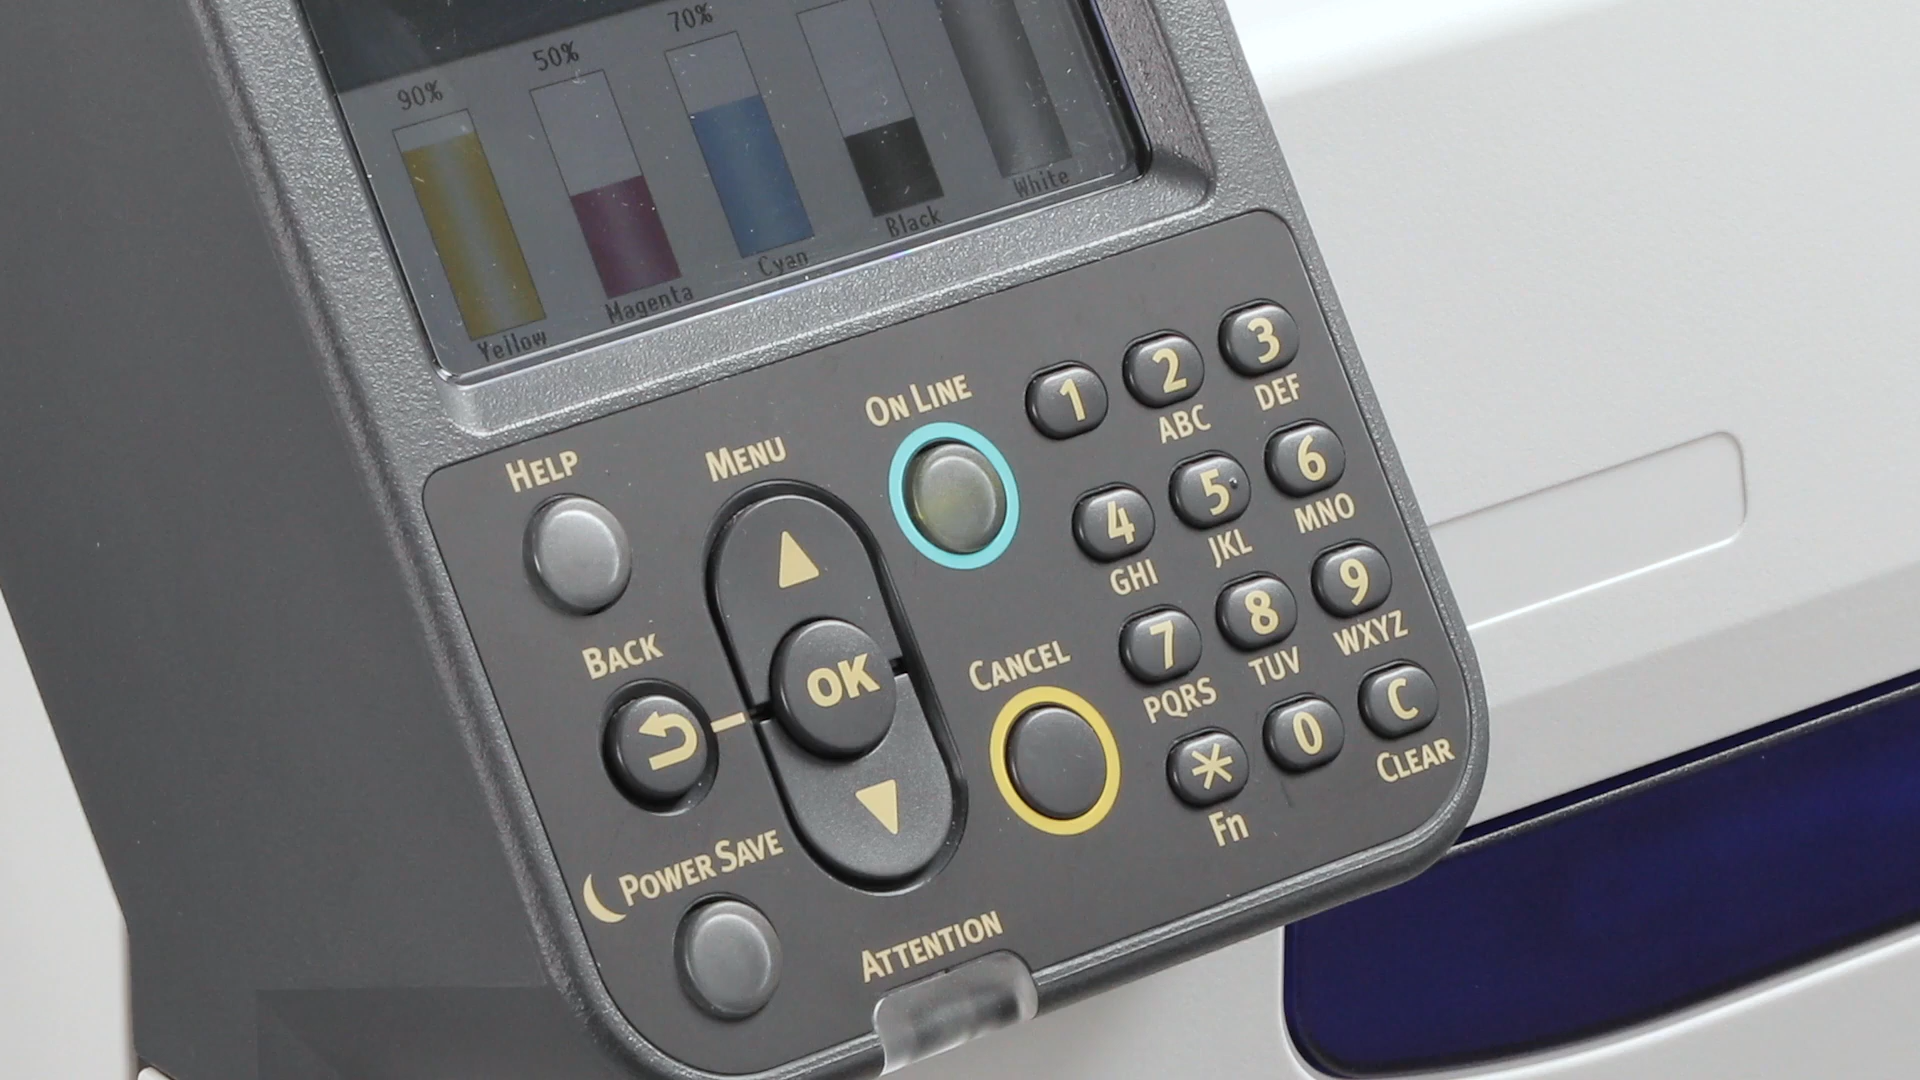 90%
50%
70%
Yellow
Magenta
Cyan
Black
White
HELP
MENU
ON LINE
1
2
ABC
3
DEF
4
GHI
5
JKL
6
MNO
BACK
OK
CANCEL
7
PQRS
8
TUV
9
WXYZ
*
Fn
0
C
CLEAR
POWER SAVE
ATTENTION